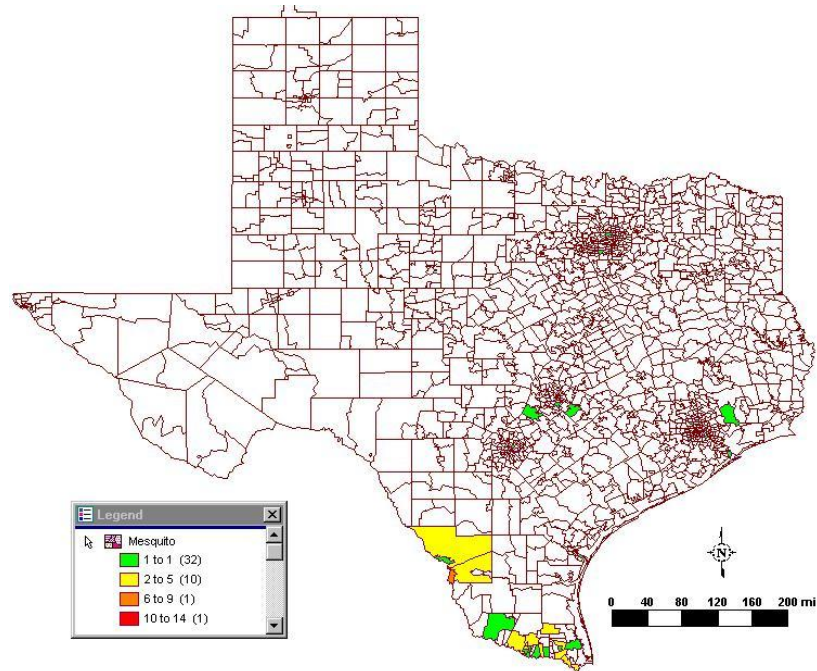 Legend
Mesquito
1 to 1 (32)
2 to 5 (10)
6 to 9 (1)
10 to 14 (1)
N
0 40 80 120 160 200 mi